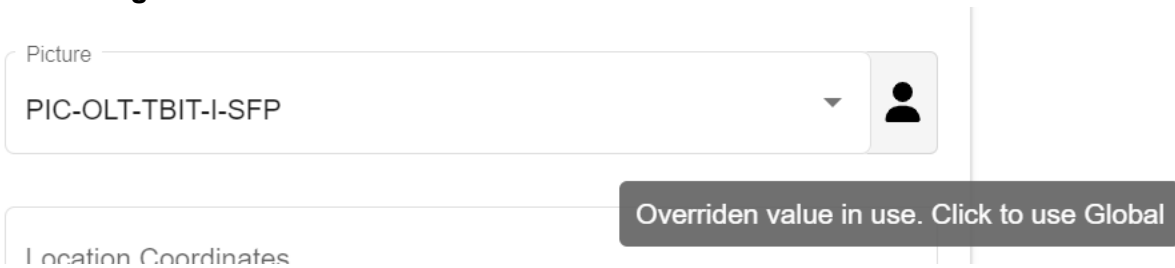 Picture
PIC-OLT-TBIT-I-SFP
Overriden value in use. Click to use Global
Location Coordinates